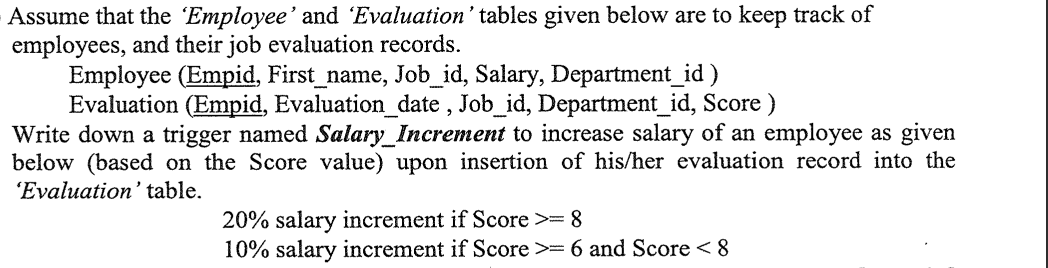 Assume that the 'Employee' and 'Evaluation' tables given below are to keep track of
employees, and their job evaluation records.
Employee (Empid, First_name, Job_id, Salary, Department_id )
Evaluation (Empid, Evaluation_date , Job_id, Department_id, Score )
Write down a trigger named Salary_Increment to increase salary of an employee as given
below (based on the Score value) upon insertion of his/her evaluation record into the
'Evaluation' table.
20% salary increment if Score >= 8
10% salary increment if Score >= 6 and Score < 8